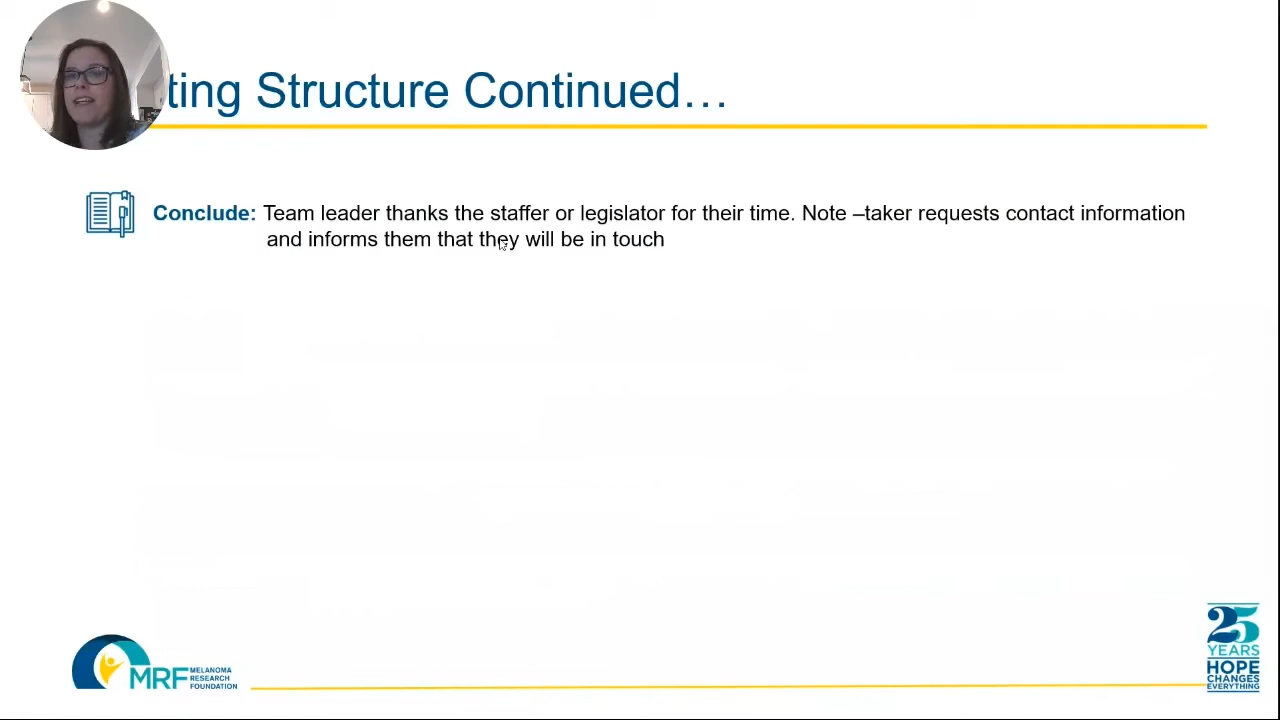 ting Structure Continued…
Conclude: Team leader thanks the staffer or legislator for their time. Note –taker requests contact information
and informs them that they will be in touch
MRF MELANOMA
RESEARCH
FOUNDATION
25
YEARS
HOPE
CHANGES
EVERYTHING